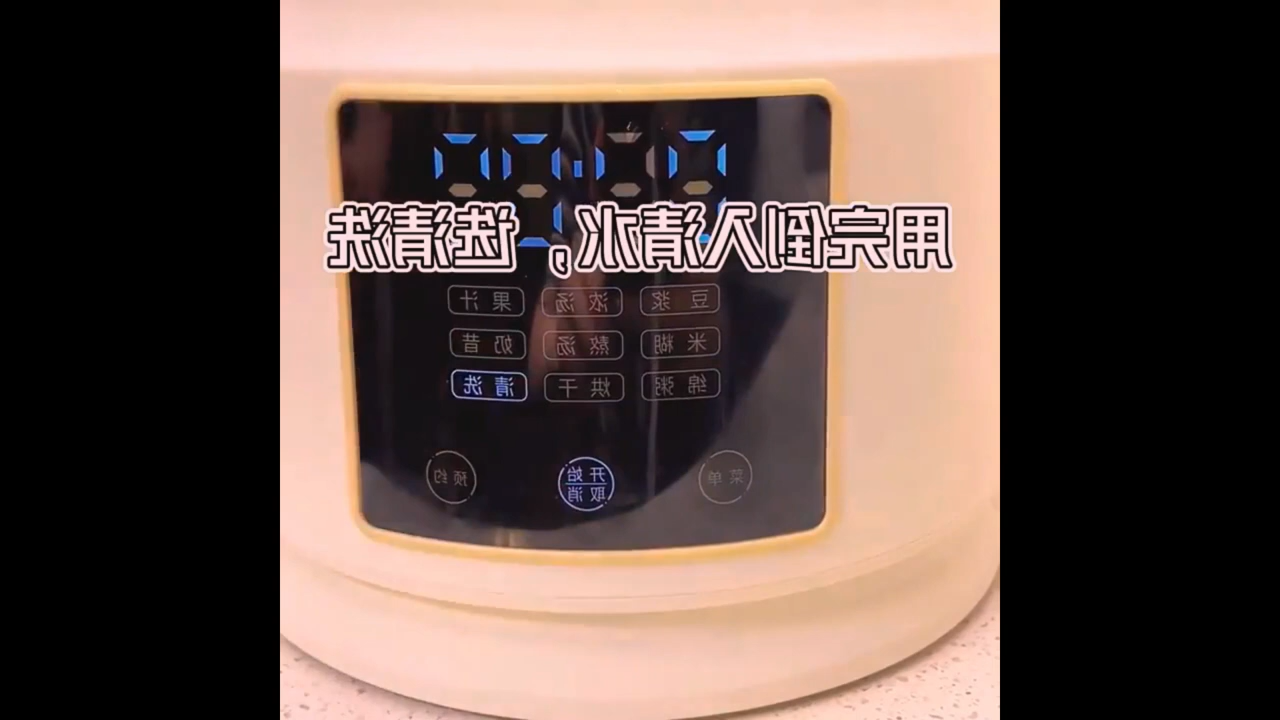 用完倒入清水，选清洗
豆浆 浓汤 果汁
米糊 熬汤 奶昔
绵粥 烘干 清洗
菜单 开始 预约
取消